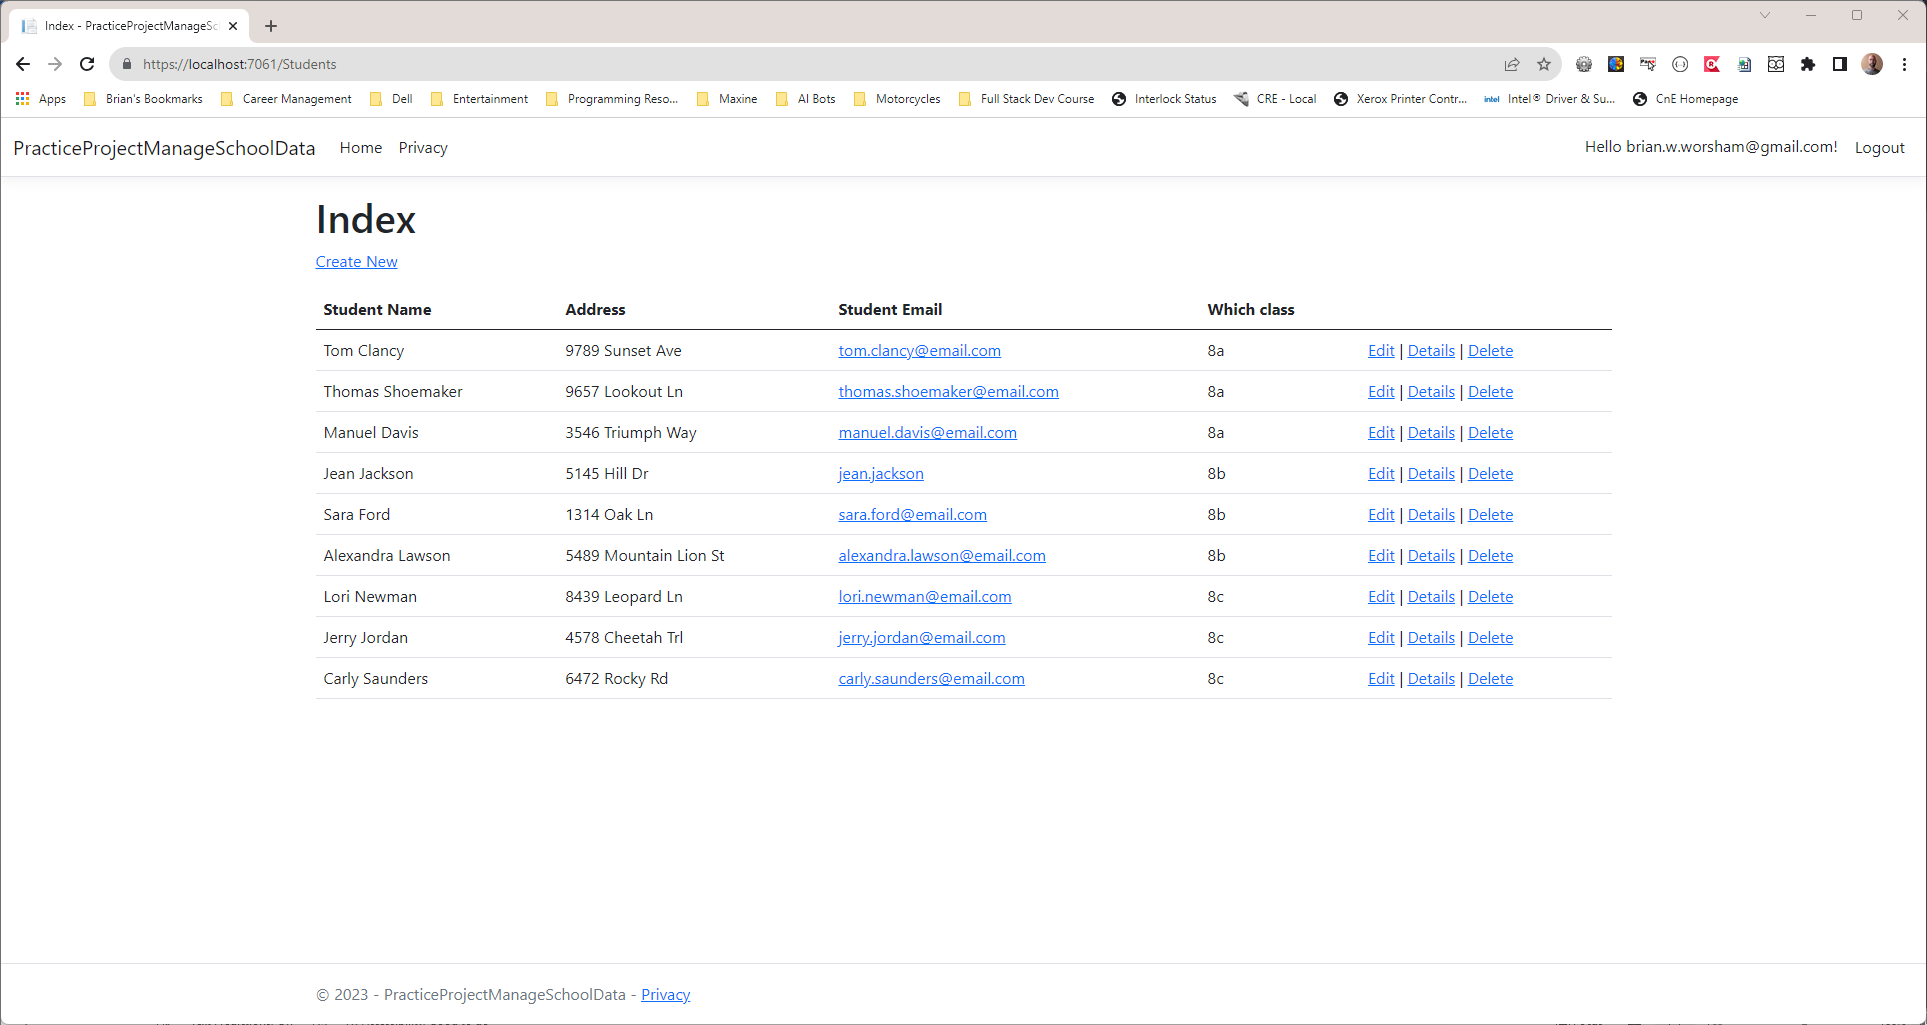 Index - PracticeProjectManageSc
https://localhost:7061/Students
Apps Brian's Bookmarks Career Management Dell Entertainment Programming Reso... Maxine AI Bots Motorcycles Full Stack Dev Course Interlock Status CRE - Local Xerox Printer Contr... intel Intel® Driver & Su... CnE Homepage
PracticeProjectManageSchoolData Home Privacy Hello brian.w.worsham@gmail.com! Logout
Index
Create New
Student Name Address Student Email Which class
Tom Clancy 9789 Sunset Ave tom.clancy@email.com 8a Edit | Details | Delete
Thomas Shoemaker 9657 Lookout Ln thomas.shoemaker@email.com 8a Edit | Details | Delete
Manuel Davis 3546 Triumph Way manuel.davis@email.com 8a Edit | Details | Delete
Jean Jackson 5145 Hill Dr jean.jackson 8b Edit | Details | Delete
Sara Ford 1314 Oak Ln sara.ford@email.com 8b Edit | Details | Delete
Alexandra Lawson 5489 Mountain Lion St alexandra.lawson@email.com 8b Edit | Details | Delete
Lori Newman 8439 Leopard Ln lori.newman@email.com 8c Edit | Details | Delete
Jerry Jordan 4578 Cheetah Trl jerry.jordan@email.com 8c Edit | Details | Delete
Carly Saunders 6472 Rocky Rd carly.saunders@email.com 8c Edit | Details | Delete
© 2023 - PracticeProjectManageSchoolData - Privacy